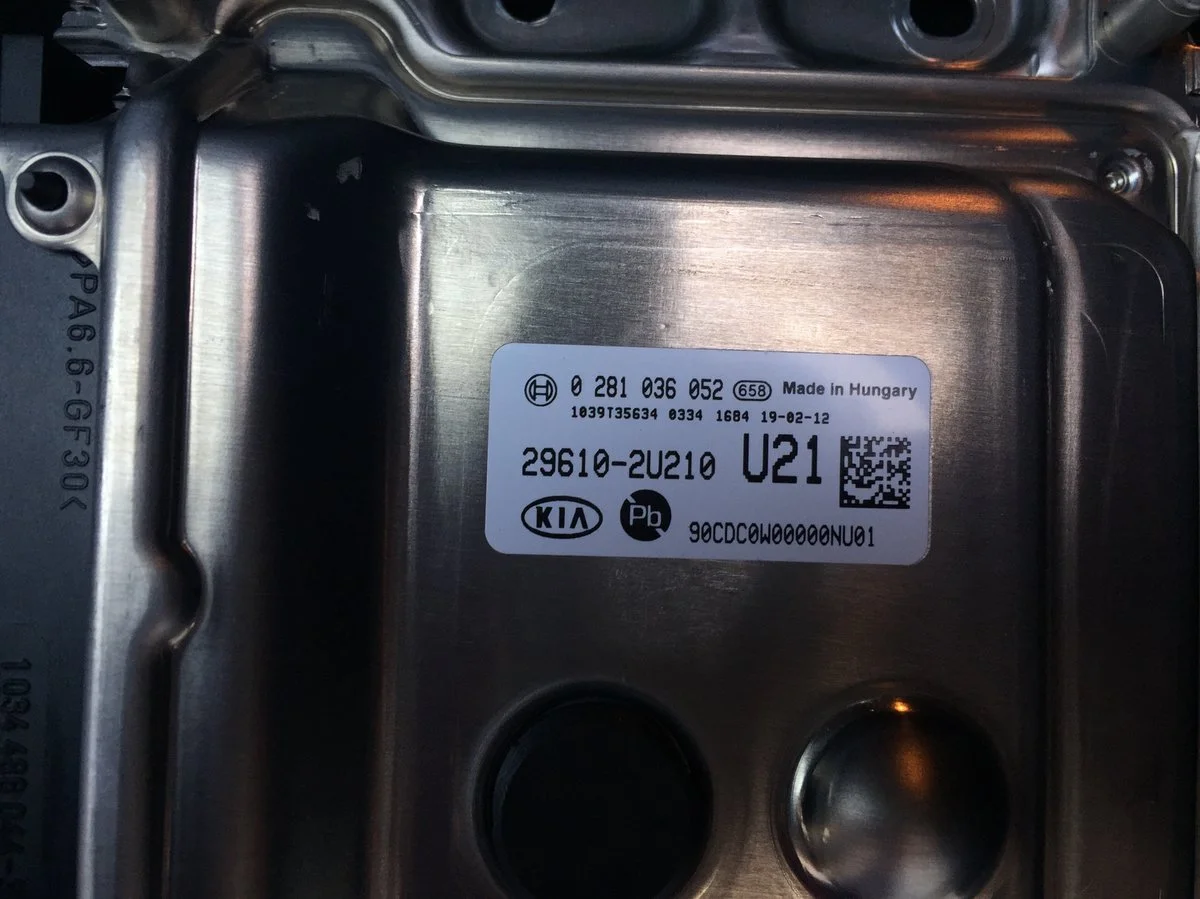 >PA6.6-GF30<
0 281 036 052 658 Made in Hungary
1039T35634 0334 1684 19-02-12
29610-2U210 U21
KIA Pb
90CDC0W00000NU01